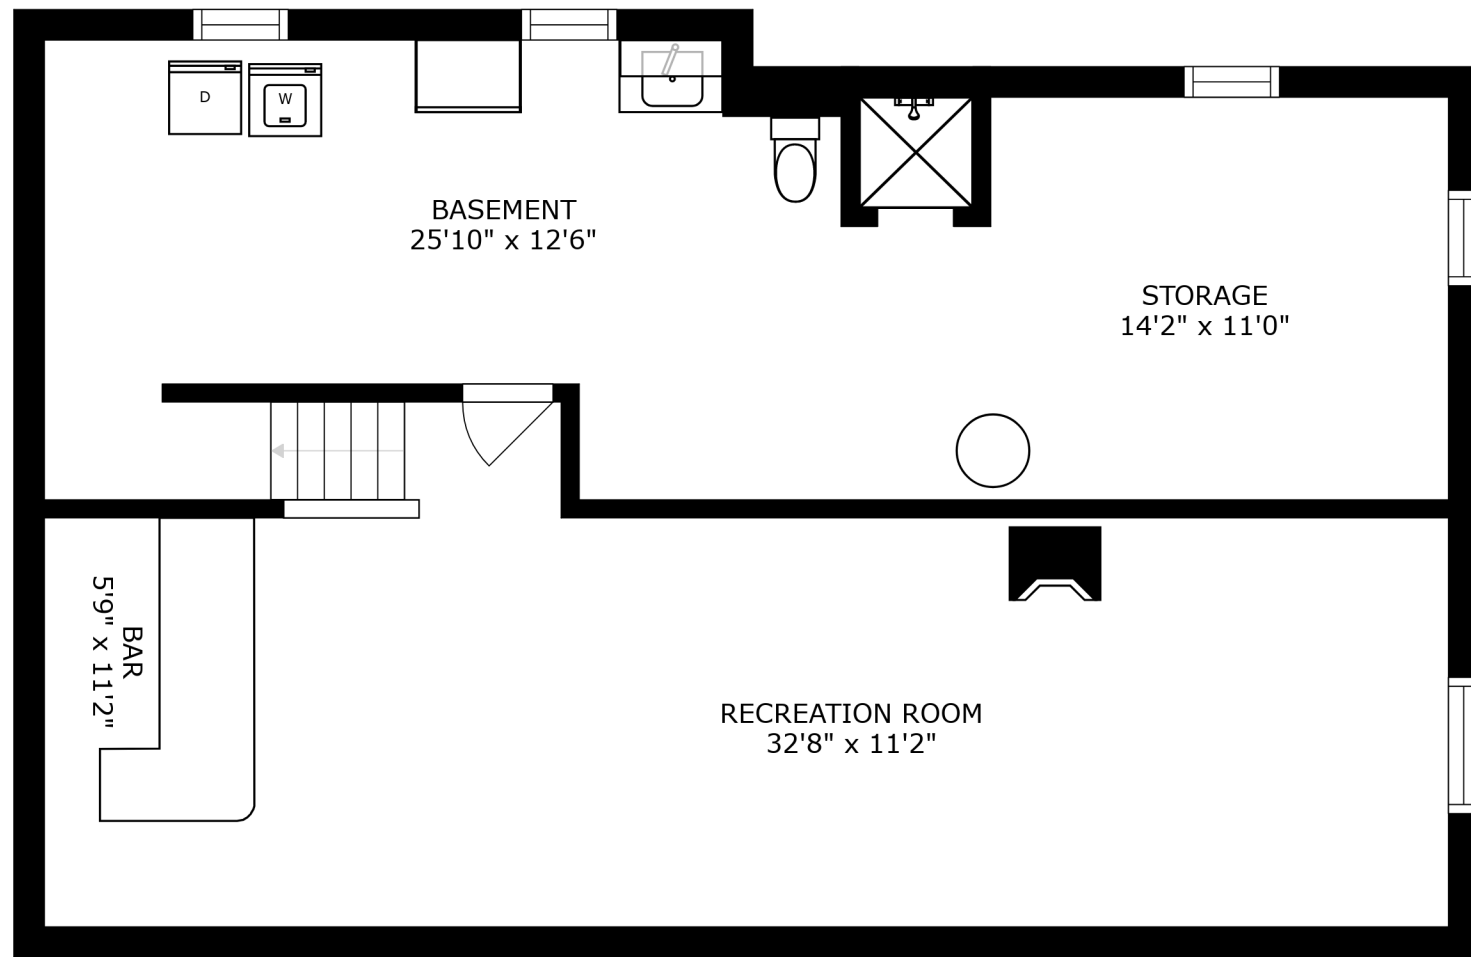 D
W
BASEMENT
25'10" x 12'6"
STORAGE
14'2" x 11'0"
BAR
5'9" x 11'2"
RECREATION ROOM
32'8" x 11'2"